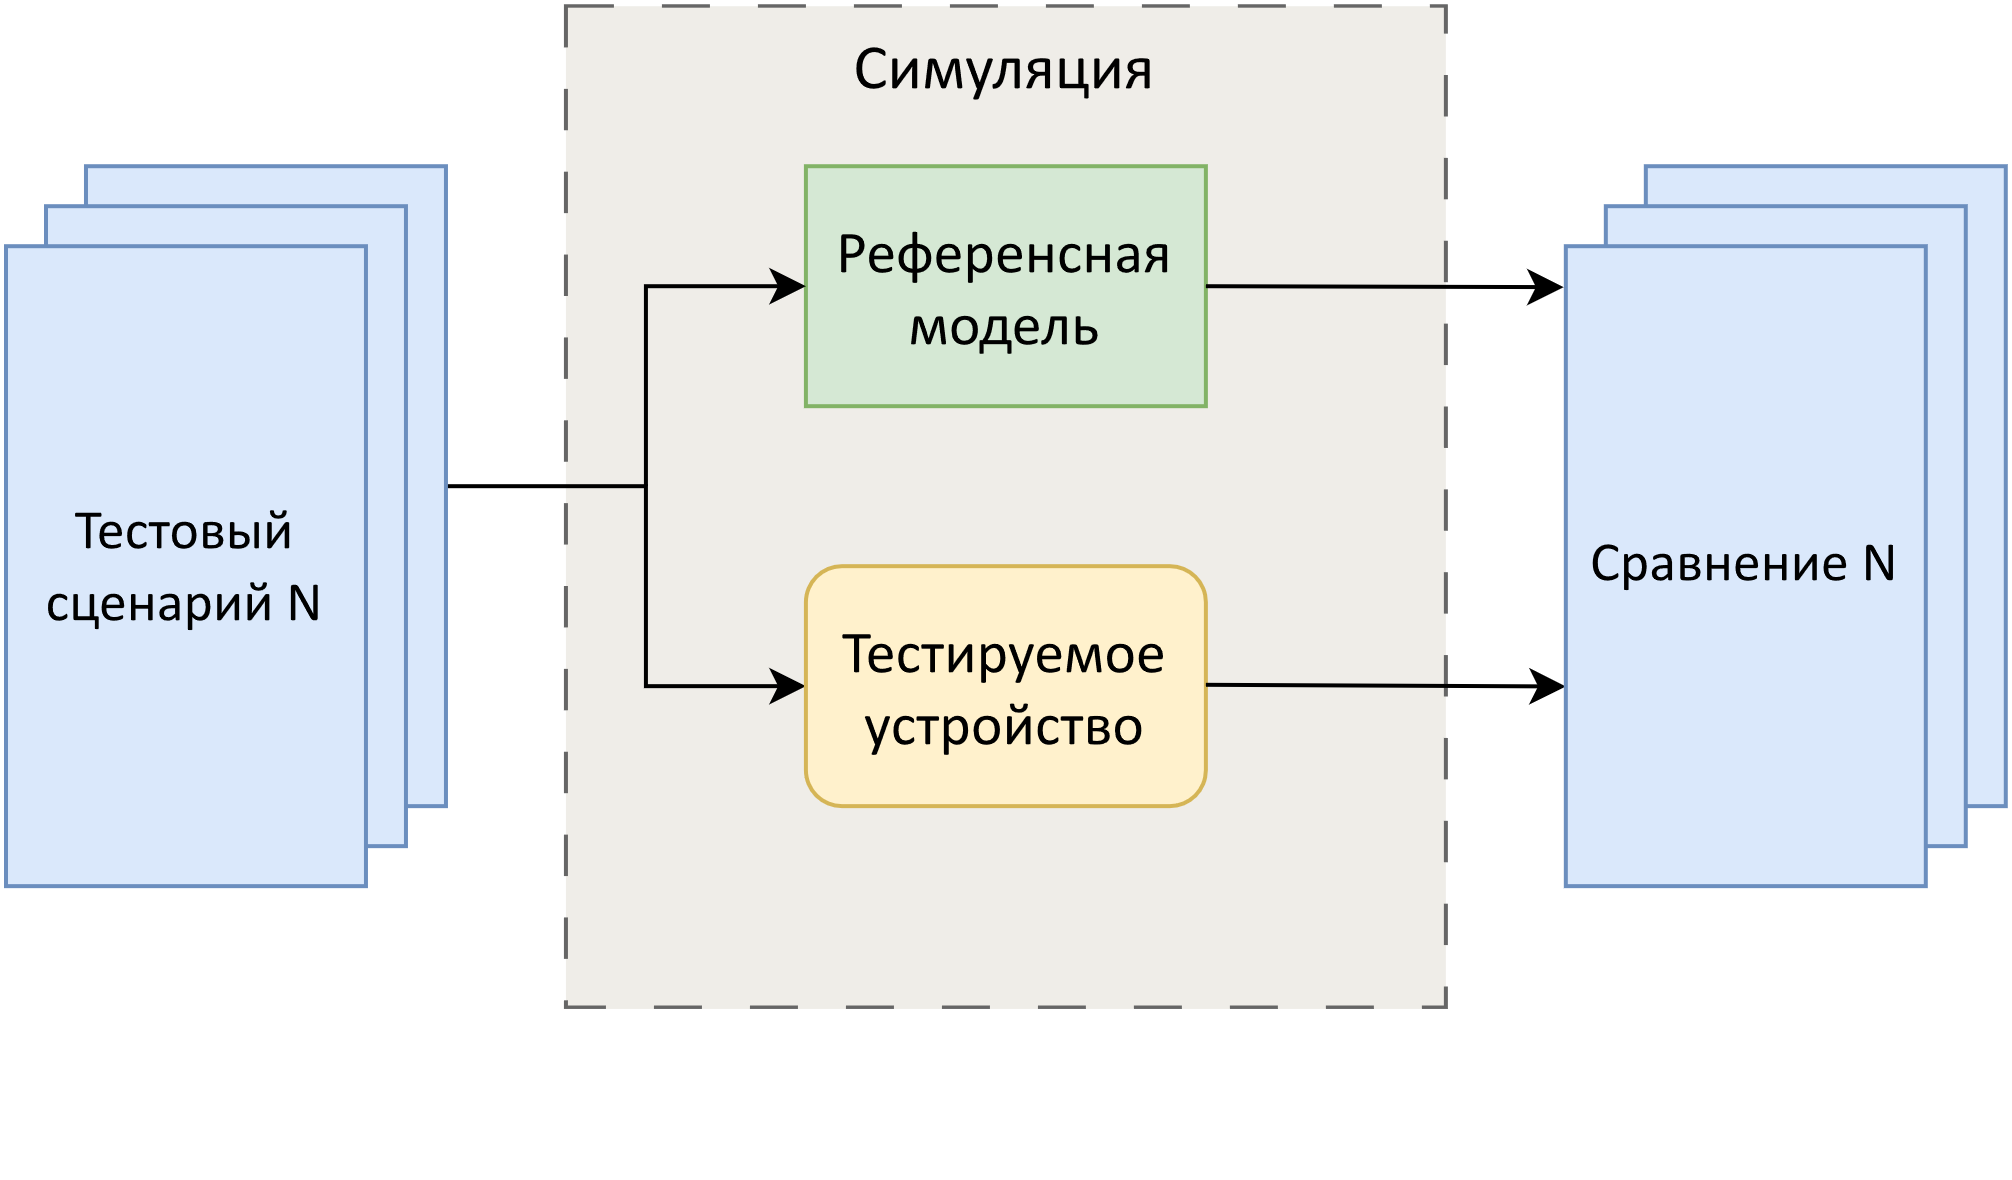 Симуляция
Референсная
модель
Тестовый
сценарий N
Сравнение N
Тестируемое
устройство